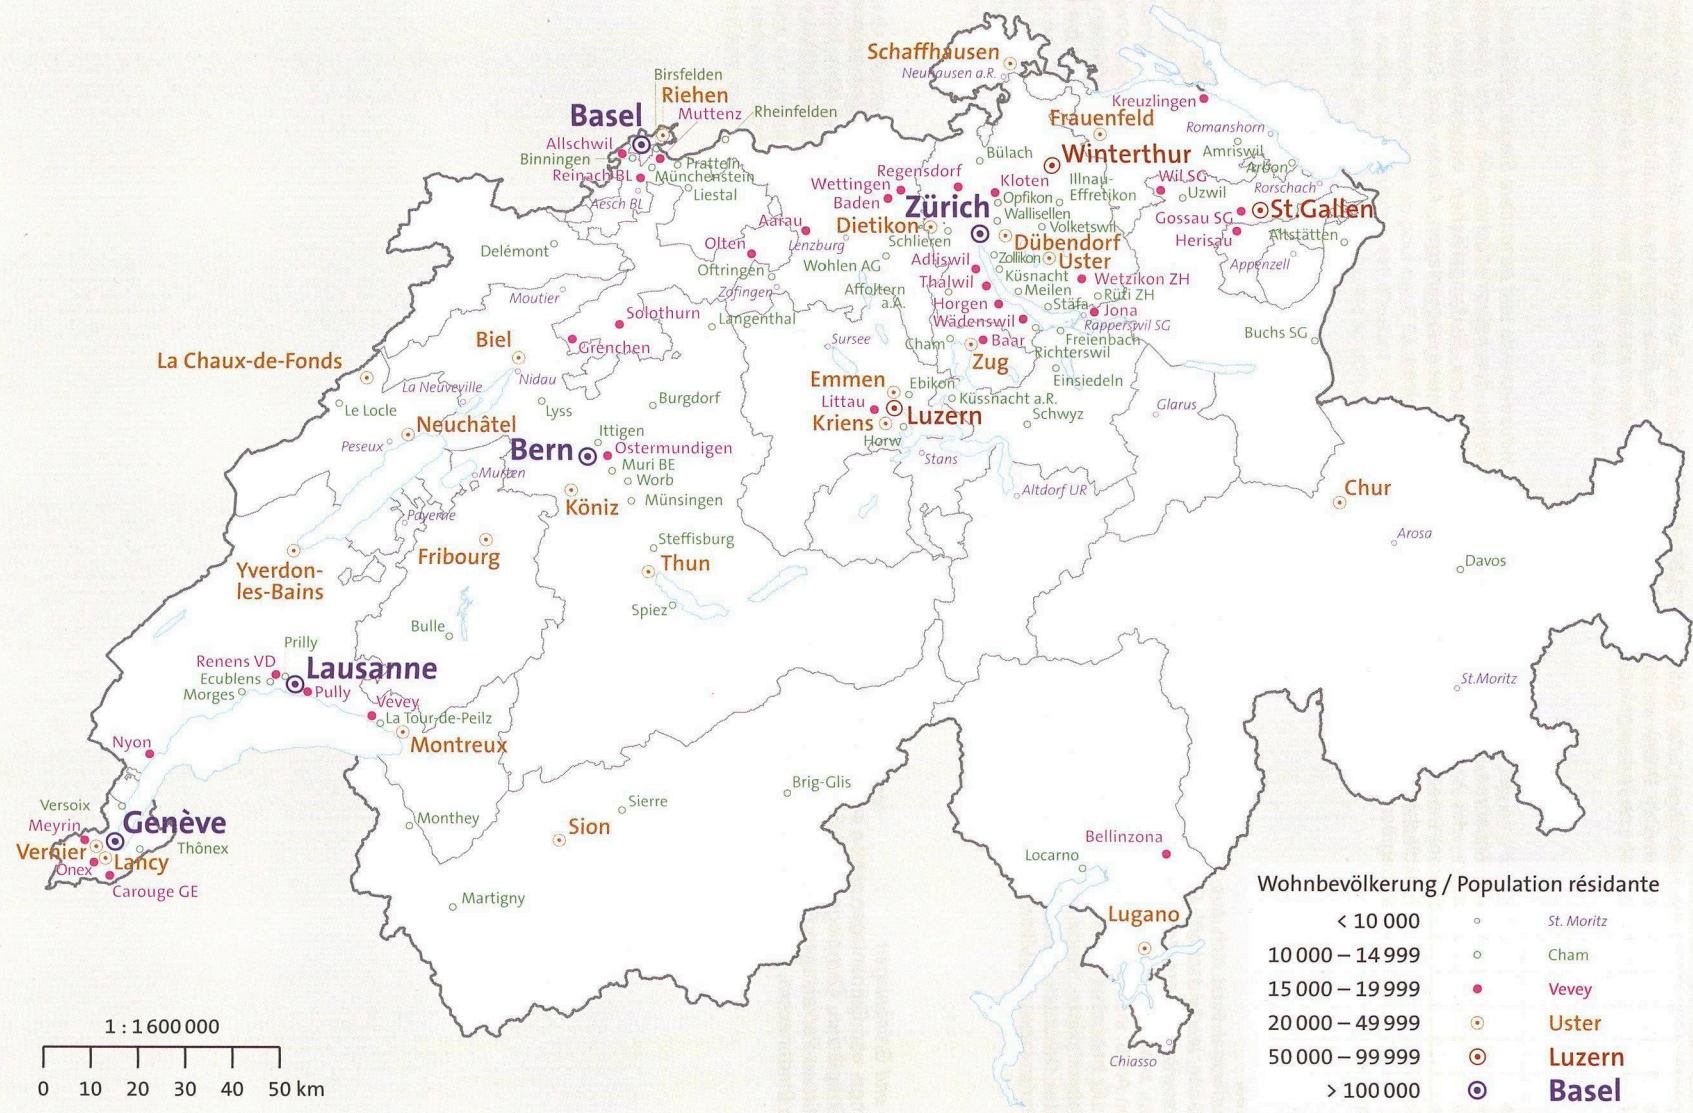 Schaffhausen
Neuhausen a.R.
Birsfelden
Riehen
Basel
Muttenz
Rheinfelden
Kreuzlingen
Frauenfeld
Romanshorn
Allschwil
Binningen
Pratteln
Reinach BL
Münchenstein
Aesch BL
Liestal
Bülach
Winterthur
Amriswil
Arbon
Regensdorf
Wettingen
Baden
Kloten
Opfikon
Illnau-
Effretikon
Wil SG
Uzwil
Rorschach
Zürich
Wallisellen
Gossau SG
St.Gallen
Aarau
Dietikon
Volketswil
Herisau
Altstätten
Delémont
Olten
Lenzburg
Schlieren
Dübendorf
Oftringen
Wohlen AG
Adliswil
Zollikon
Uster
Appenzell
Moutier
Zofingen
Affoltern
a.A.
Thalwil
Küsnacht
Wetzikon ZH
Meilen
Rüti ZH
Solothurn
Langenthal
Horgen
Stäfa
Jona
Wädenswil
Rapperswil SG
Biel
Grenchen
Sursee
Cham
Baar
Freienbach
Buchs SG
La Chaux-de-Fonds
Zug
Richterswil
La Neuveville
Nidau
Emmen
Ebikon
Einsiedeln
Le Locle
Lyss
Burgdorf
Littau
Küssnacht a.R.
Glarus
Neuchâtel
Kriens
Luzern
Schwyz
Peseux
Ittigen
Horw
Bern
Ostermundigen
Stans
Murten
Muri BE
Worb
Altdorf UR
Chur
Köniz
Münsingen
Payerne
Arosa
Fribourg
Steffisburg
Davos
Yverdon-
les-Bains
Thun
Spiez
Bulle
Prilly
Renens VD
Lausanne
Ecublens
Morges
Pully
St.Moritz
Vevey
La Tour-de-Peilz
Nyon
Montreux
Brig-Glis
Versoix
Sierre
Meyrin
Genève
Monthey
Sion
Bellinzona
Vernier
Thônex
Onex
Lancy
Locarno
Carouge GE
Martigny
Lugano
Chiasso
Wohnbevölkerung / Population résidante
< 10 000 St. Moritz
10 000 – 14 999 Cham
15 000 – 19 999 Vevey
20 000 – 49 999 Uster
50 000 – 99 999 Luzern
> 100 000 Basel
1 : 1 600 000
0 10 20 30 40 50 km